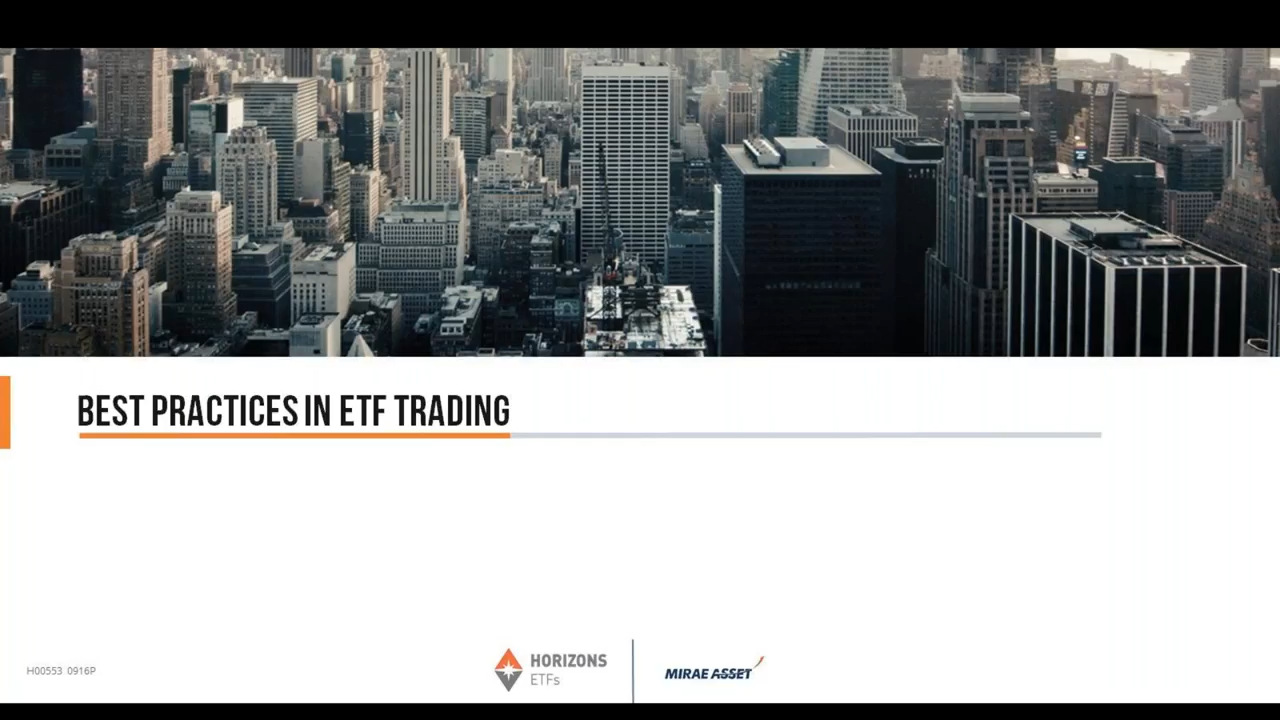 BEST PRACTICES IN ETF TRADING
H00553 0916P
HORIZONS
ETFs
MIRAE ASSET